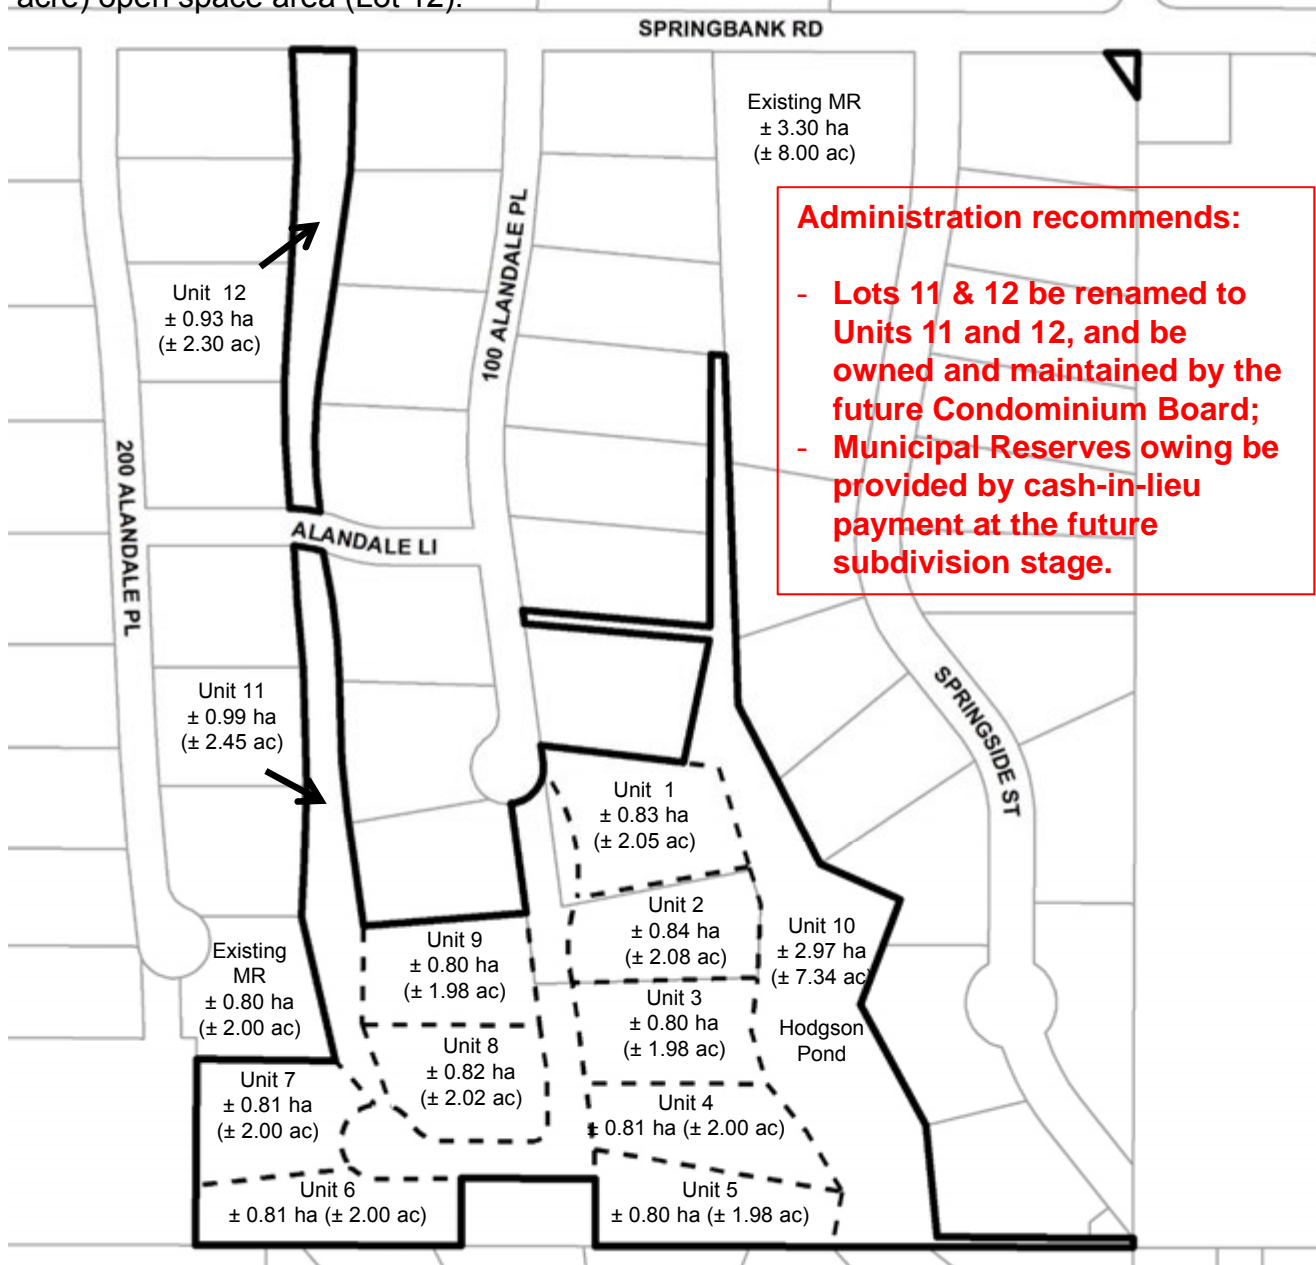 acre) open space area (Lot 12).
SPRINGBANK RD
Existing MR
± 3.30 ha
(± 8.00 ac)
Administration recommends:
- Lots 11 & 12 be renamed to
Units 11 and 12, and be
owned and maintained by the
future Condominium Board;
- Municipal Reserves owing be
provided by cash-in-lieu
payment at the future
subdivision stage.
Unit 12
± 0.93 ha
(± 2.30 ac)
100 ALANDALE PL
200 ALANDALE PL
ALANDALE LI
Unit 11
± 0.99 ha
(± 2.45 ac)
SPRINGSIDE ST
Unit 1
± 0.83 ha
(± 2.05 ac)
Unit 2
± 0.84 ha
(± 2.08 ac)
Unit 10
± 2.97 ha
(± 7.34 ac)
Hodgson
Pond
Existing
MR
± 0.80 ha
(± 2.00 ac)
Unit 9
± 0.80 ha
(± 1.98 ac)
Unit 3
± 0.80 ha
(± 1.98 ac)
Unit 8
± 0.82 ha
(± 2.02 ac)
Unit 7
± 0.81 ha
(± 2.00 ac)
Unit 4
± 0.81 ha (± 2.00 ac)
Unit 6
± 0.81 ha (± 2.00 ac)
Unit 5
± 0.80 ha (± 1.98 ac)